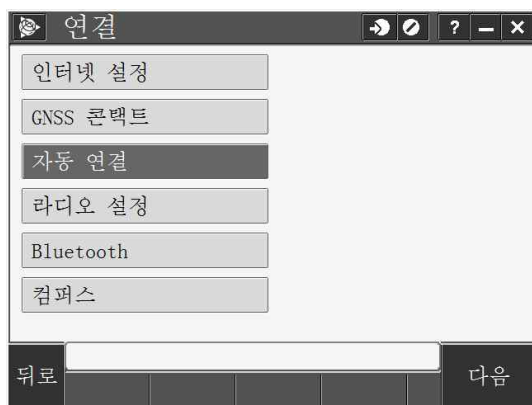 연결
? – ×
인터넷 설정
GNSS 콘택트
자동 연결
라디오 설정
Bluetooth
컴퍼스
뒤로
다음